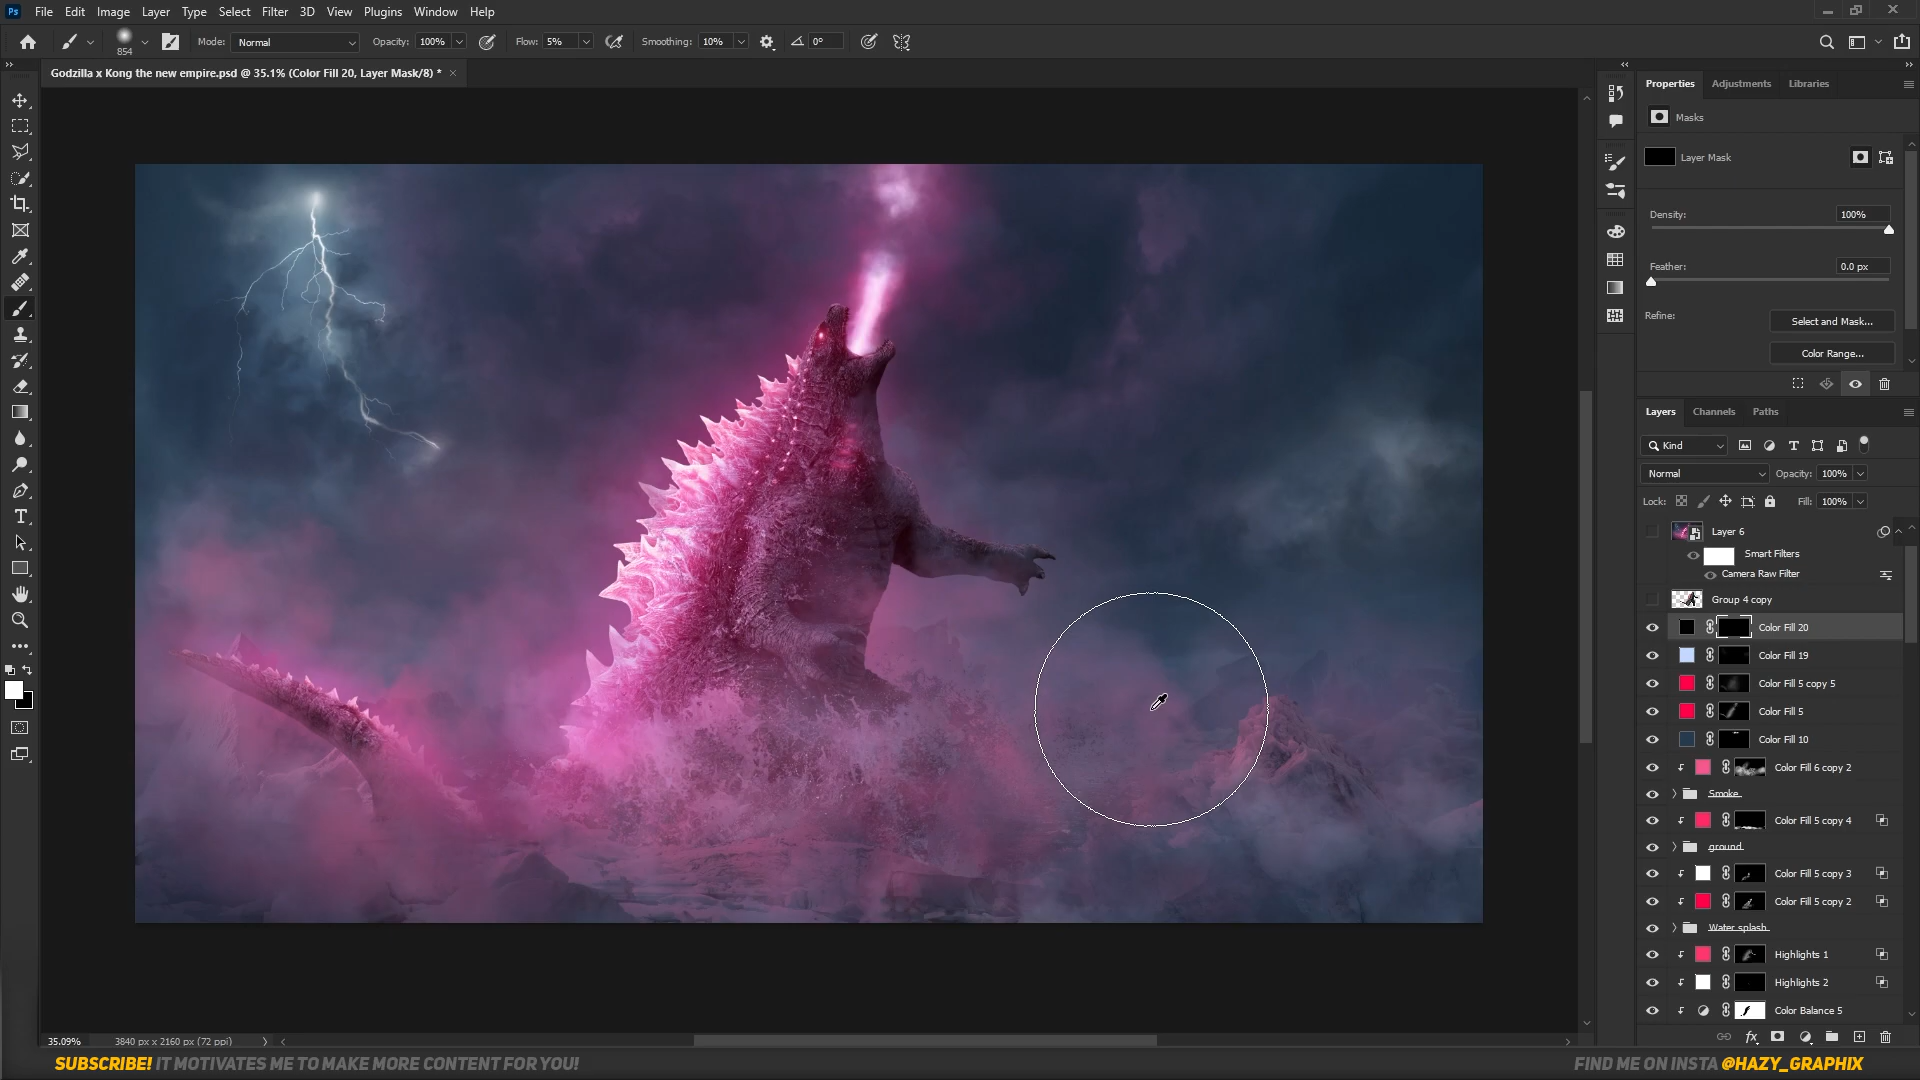 Ps File Edit Image Layer Type Select Filter 3D View Plugins Window Help
854 Mode: Normal Opacity: 100% Flow: 5% Smoothing: 10% 0°
Godzilla x Kong the new empire.psd @ 35.1% (Color Fill 20, Layer Mask/8) *
Properties Adjustments Libraries
Masks
Layer Mask
Density: 100%
Feather: 0.0 px
Refine: Select and Mask...
Color Range...
Layers Channels Paths
Kind
Normal Opacity: 100%
Lock: Fill: 100%
Layer 6
Smart Filters
Camera Raw Filter
Group 4 copy
Color Fill 20
Color Fill 19
Color Fill 5 copy 5
Color Fill 5
Color Fill 10
Color Fill 6 copy 2
Smoke
Color Fill 5 copy 4
ground
Color Fill 5 copy 3
Color Fill 5 copy 2
Water splash
Highlights 1
Highlights 2
Color Balance 5
fx
35.09% 3840 px x 2160 px (72 ppi)
SUBSCRIBE! IT MOTIVATES ME TO MAKE MORE CONTENT FOR YOU!
FIND ME ON INSTA @HAZY_GRAPHIX